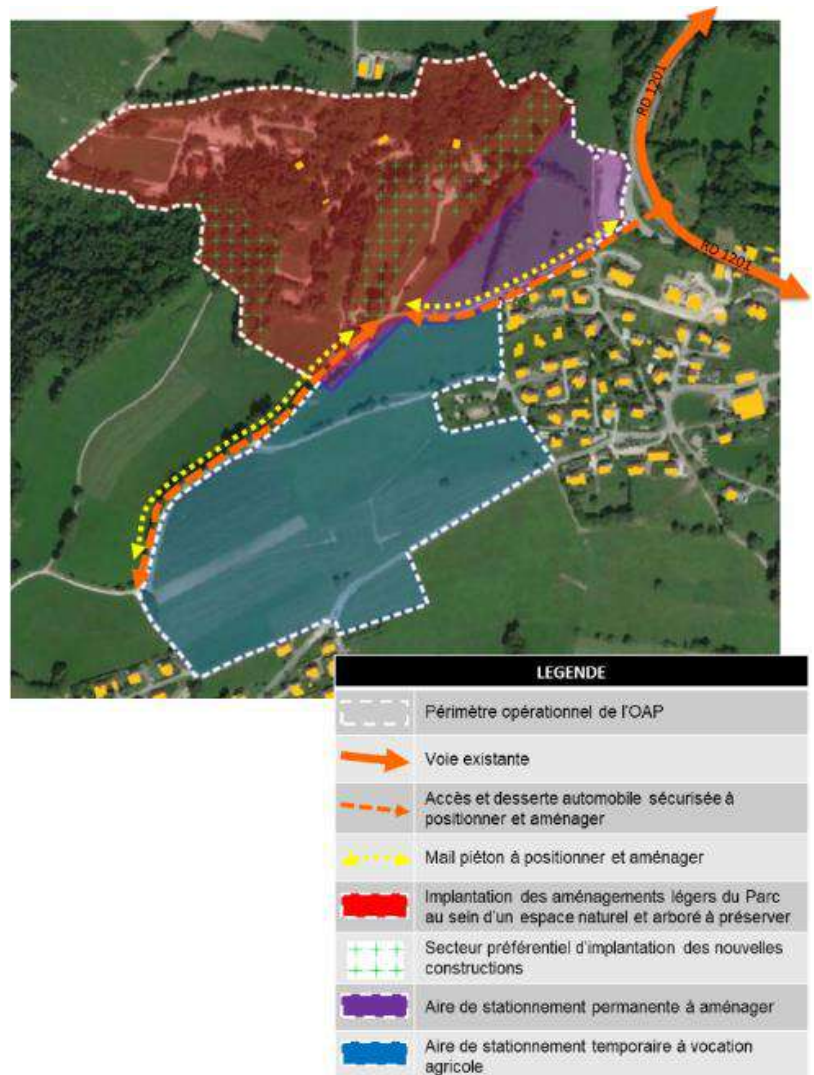 RD 1201
RD 1201
LEGENDE
Périmètre opérationnel de l'OAP
Voie existante
Accès et desserte automobile sécurisée à
positionner et aménager
Mail piéton à positionner et aménager
Implantation des aménagements légers du Parc
au sein d'un espace naturel et arboré à préserver
Secteur préférentiel d'implantation des nouvelles
constructions
Aire de stationnement permanente à aménager
Aire de stationnement temporaire à vocation
agricole